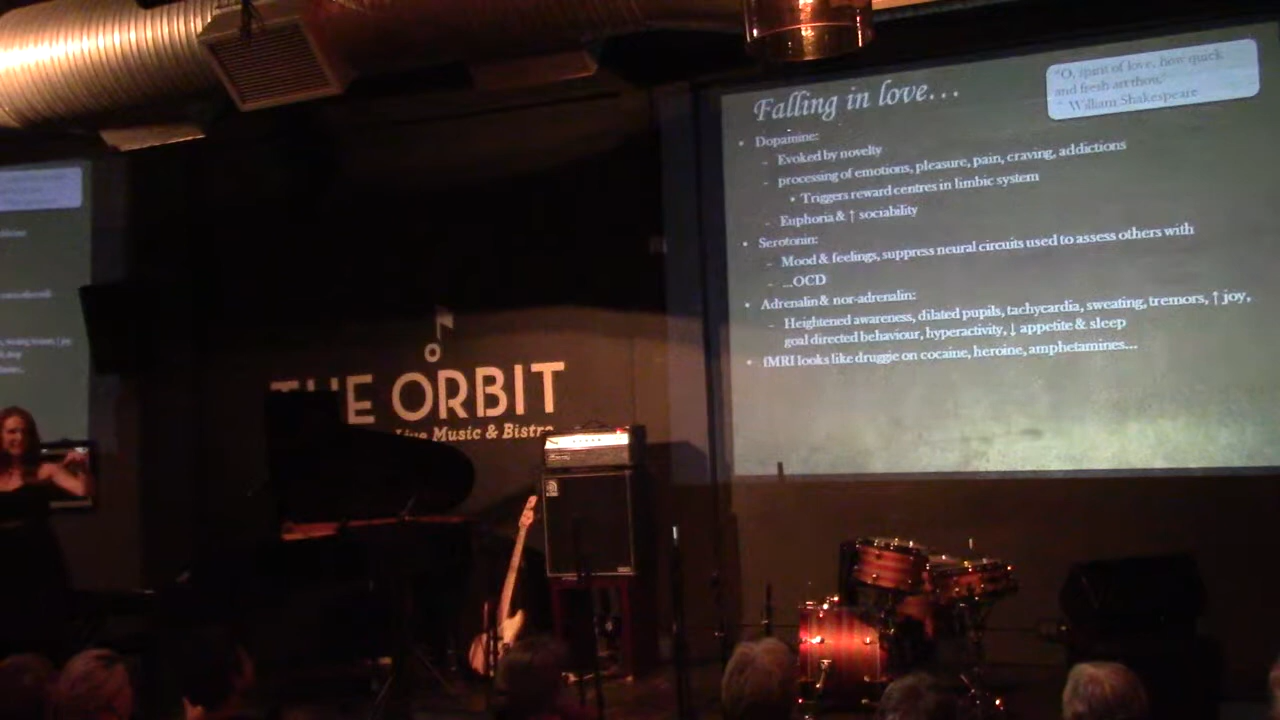 Falling in love...
"O, spirit of love, how quick
and fresh art thou,"
William Shakespeare
• Dopamine:
- Evoked by novelty
- processing of emotions, pleasure, pain, craving, addictions
• Triggers reward centres in limbic system
- Euphoria & ↑ sociability
• Serotonin:
- Mood & feelings, suppress neural circuits used to assess others with
- ...OCD
• Adrenalin & nor-adrenalin:
- Heightened awareness, dilated pupils, tachycardia, sweating, tremors, ↑ joy,
goal directed behaviour, hyperactivity, ↓ appetite & sleep
• fMRI looks like druggie on cocaine, heroine, amphetamines...
THE ORBIT
Live Music & Bistro